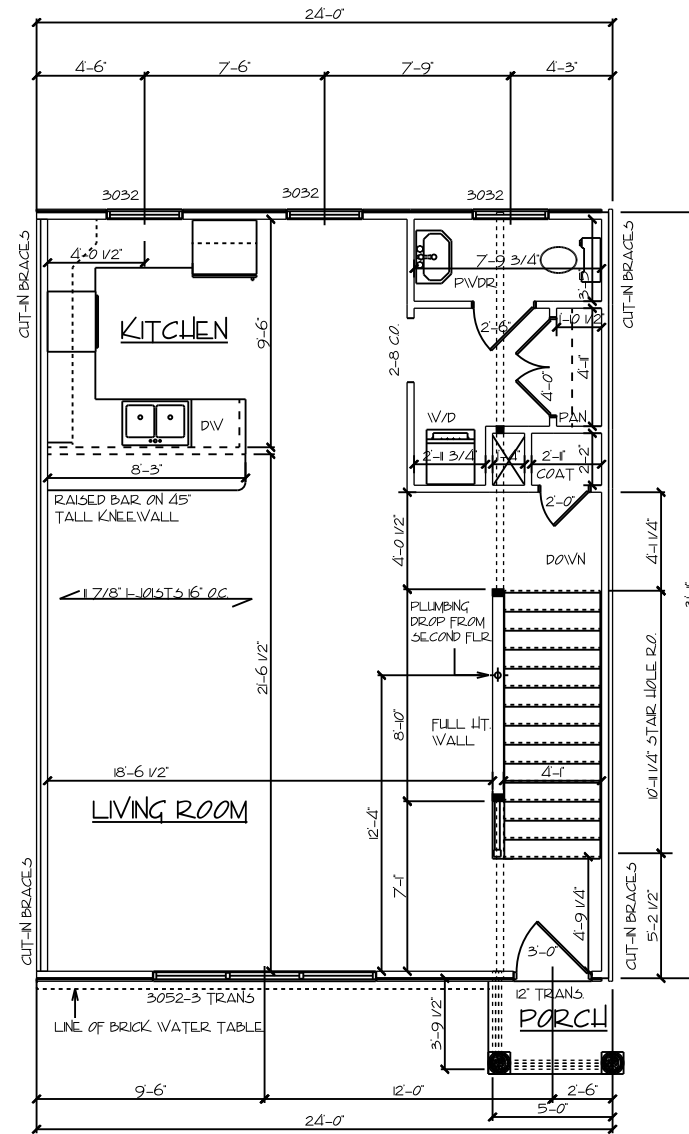 24'-0"
4'-6" 7'-6" 7'-9" 4'-3"
3032 3032 3032
CUT-IN BRACES
CUT-IN BRACES
4'-0 1/2"
7'-9 3/4"
PWDR
KITCHEN
9'-6"
2-8 C.O.
2'-6"
1'-0 1/2"
4'-0"
4'-11"
PAN.
W/D
DW
2'-11 3/4"
2'-11"
2'-2"
COAT
8'-3"
2'-0"
RAISED BAR ON 45"
TALL KNEEWALL
4'-0 1/2"
DOWN
4'-1 1/4"
11 7/8" I-JOISTS 16" O.C.
PLUMBING
DROP FROM
SECOND FLR
21'-6 1/2"
8'-10"
FULL HT.
WALL
10'-11 1/4" STAIR HOLE R.O.
18'-6 1/2"
4'-1"
LIVING ROOM
12'-4"
7'-1"
CUT-IN BRACES
4'-9 1/4"
5'-2 1/2"
CUT-IN BRACES
3'-0"
3052-3 TRANS
12" TRANS.
LINE OF BRICK WATER TABLE
PORCH
3'-9 1/2"
9'-6" 12'-0" 2'-6"
5'-0"
24'-0"